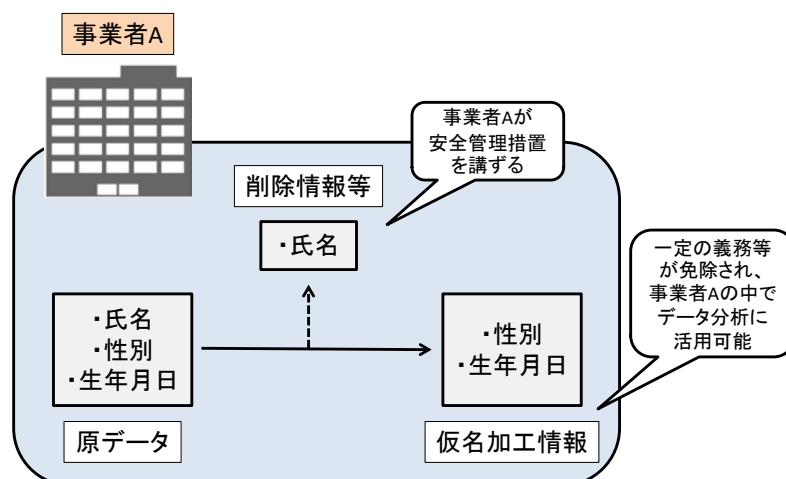 事業者A
事業者Aが
安全管理措置
を講ずる
削除情報等
・氏名
一定の義務等
が免除され、
事業者Aの中で
データ分析に
活用可能
・氏名
・性別
・生年月日
・性別
・生年月日
原データ
仮名加工情報